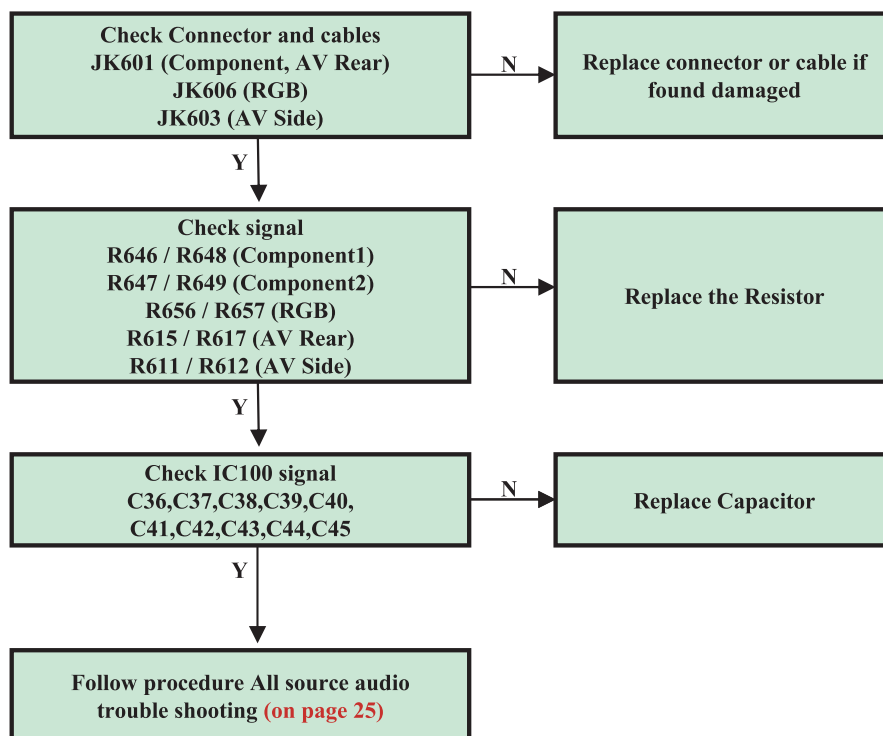 Check Connector and cables
JK601 (Component, AV Rear)
JK606 (RGB)
JK603 (AV Side)
N
Replace connector or cable if
found damaged
Y
Check signal
R646 / R648 (Component1)
R647 / R649 (Component2)
R656 / R657 (RGB)
R615 / R617 (AV Rear)
R611 / R612 (AV Side)
N
Replace the Resistor
Y
Check IC100 signal
C36,C37,C38,C39,C40,
C41,C42,C43,C44,C45
N
Replace Capacitor
Y
Follow procedure All source audio
trouble shooting (on page 25)